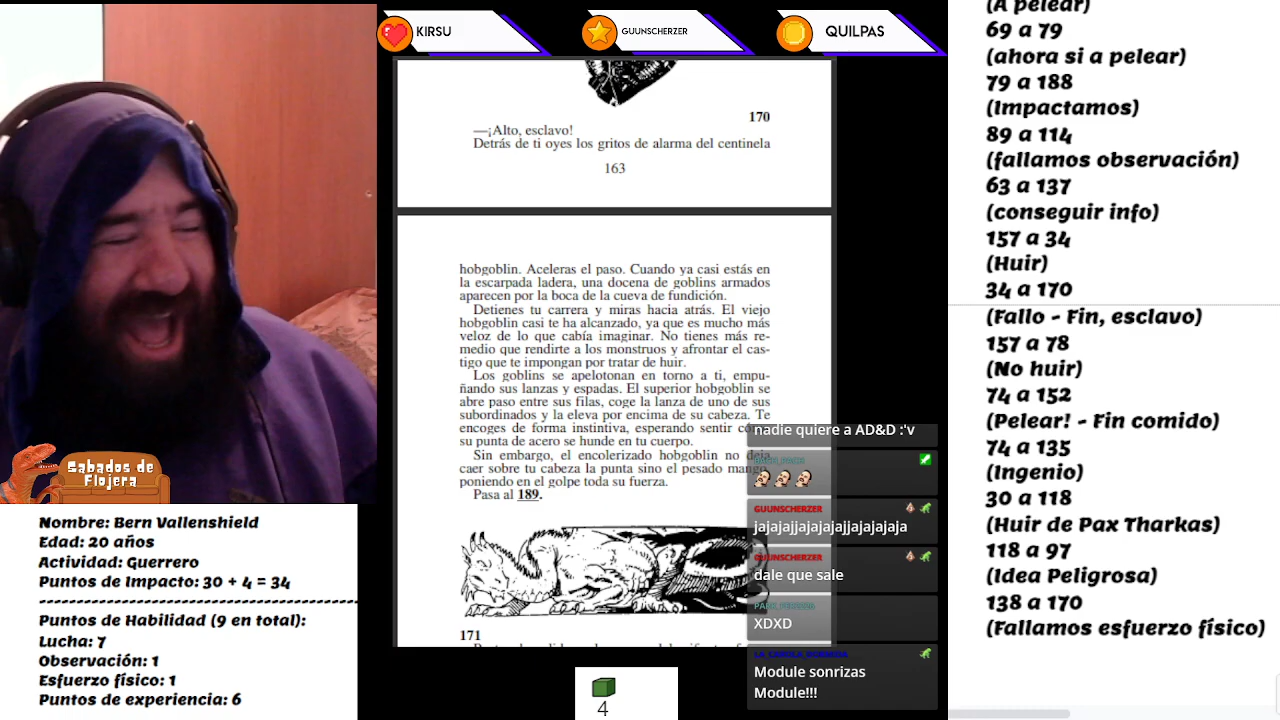 KIRSU
GUUNSCHERZER
QUILPAS
170
—¡Alto, esclavo!
Detrás de ti oyes los gritos de alarma del centinela
163
hobgoblin. Aceleras el paso. Cuando ya casi estás en
la escarpada ladera, una docena de goblins armados
aparecen por la boca de la cueva de fundición.
Detienes tu carrera y miras hacia atrás. El viejo
hobgoblin casi te ha alcanzado, ya que es mucho más
veloz de lo que cabía imaginar. No tienes más re-
medio que rendirte a los monstruos y afrontar el cas-
tigo que te impongan por tratar de huir.
Los goblins se apelotonan en torno a ti, empu-
ñando sus lanzas y espadas. El superior hobgoblin se
abre paso entre sus filas, coge la lanza de uno de sus
subordinados y la eleva por encima de su cabeza. Te
encoges de forma instintiva, esperando sentir cómo
su punta de acero se hunde en tu cuerpo.
Sin embargo, el encolerizado hobgoblin no deja
caer sobre tu cabeza la punta sino el pesado mango,
poniendo en el golpe toda su fuerza.
Pasa al 189.
171
nadie quiere a AD&D :'v
GUUNSCHERZER
jajajajjajajajajjajajajaja
GUUNSCHERZER
dale que sale
XDXD
Module sonrizas
Module!!!
4
(A pelear)
69 a 79
(ahora si a pelear)
79 a 188
(Impactamos)
89 a 114
(fallamos observación)
63 a 137
(conseguir info)
157 a 34
(Huir)
34 a 170
(Fallo - Fin, esclavo)
157 a 78
(No huir)
74 a 152
(Pelear! - Fin comido)
74 a 135
(Ingenio)
30 a 118
(Huir de Pax Tharkas)
118 a 97
(Idea Peligrosa)
138 a 170
(Fallamos esfuerzo físico)
Sabados de
Flojera
Nombre: Bern Vallenshield
Edad: 20 años
Actividad: Guerrero
Puntos de Impacto: 30 + 4 = 34
Puntos de Habilidad (9 en total):
Lucha: 7
Observación: 1
Esfuerzo físico: 1
Puntos de experiencia: 6